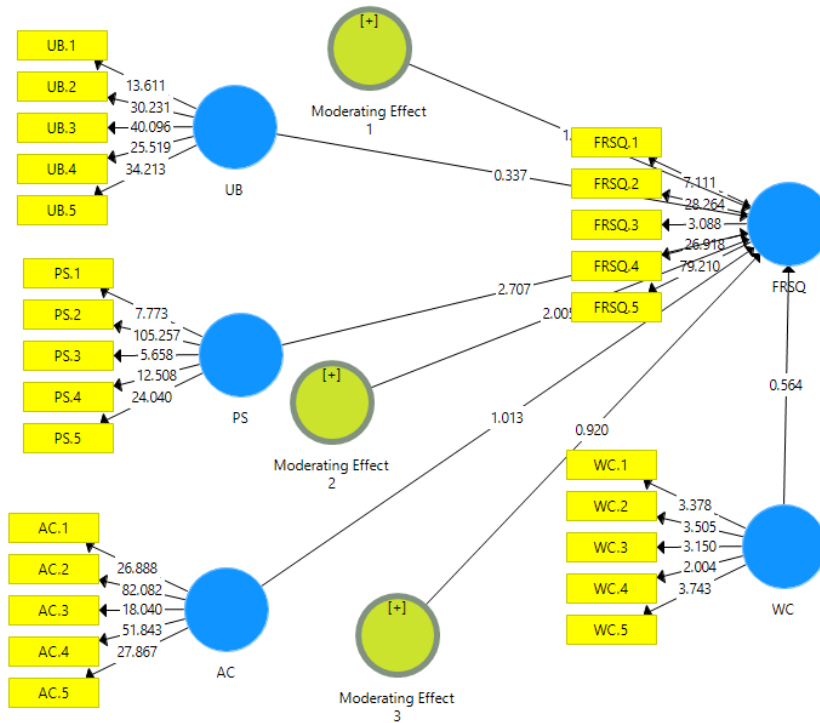 UB.1
UB.2
UB.3
UB.4
UB.5
13.611
30.231
40.096
25.519
34.213
UB
[+]
Moderating Effect
1
0.337
FRSQ.1
FRSQ.2
FRSQ.3
FRSQ.4
FRSQ.5
7.111
28.264
3.088
26.918
79.210
FRSQ
PS.1
PS.2
PS.3
PS.4
PS.5
7.773
105.257
5.658
12.508
24.040
PS
2.707
[+]
Moderating Effect
2
2.005
1.013
0.920
0.564
AC.1
AC.2
AC.3
AC.4
AC.5
26.888
82.082
18.040
51.843
27.867
AC
[+]
Moderating Effect
3
WC.1
WC.2
WC.3
WC.4
WC.5
3.378
3.505
3.150
2.004
3.743
WC